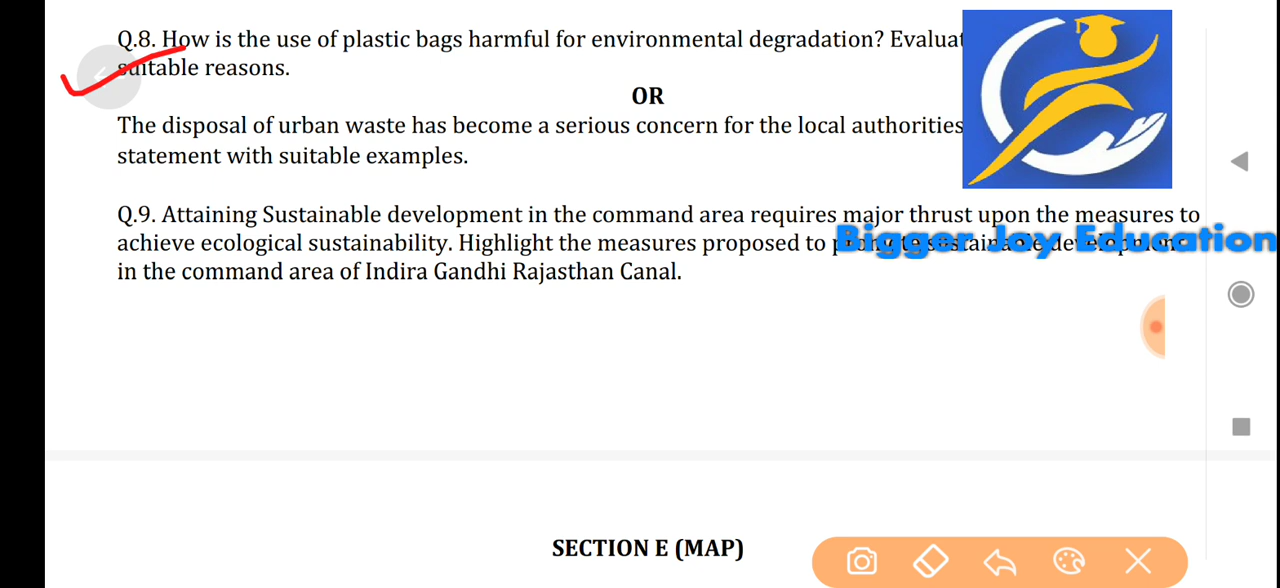 Q.8. How is the use of plastic bags harmful for environmental degradation?
suitable reasons.
OR
The disposal of urban waste has become a serious concern for the local authorities
statement with suitable examples.
Q.9. Attaining Sustainable development in the command area requires major thrust upon the measures to
achieve ecological sustainability. Highlight the measures proposed to
Bigger Joy Education
in the command area of Indira Gandhi Rajasthan Canal.
SECTION E (MAP)